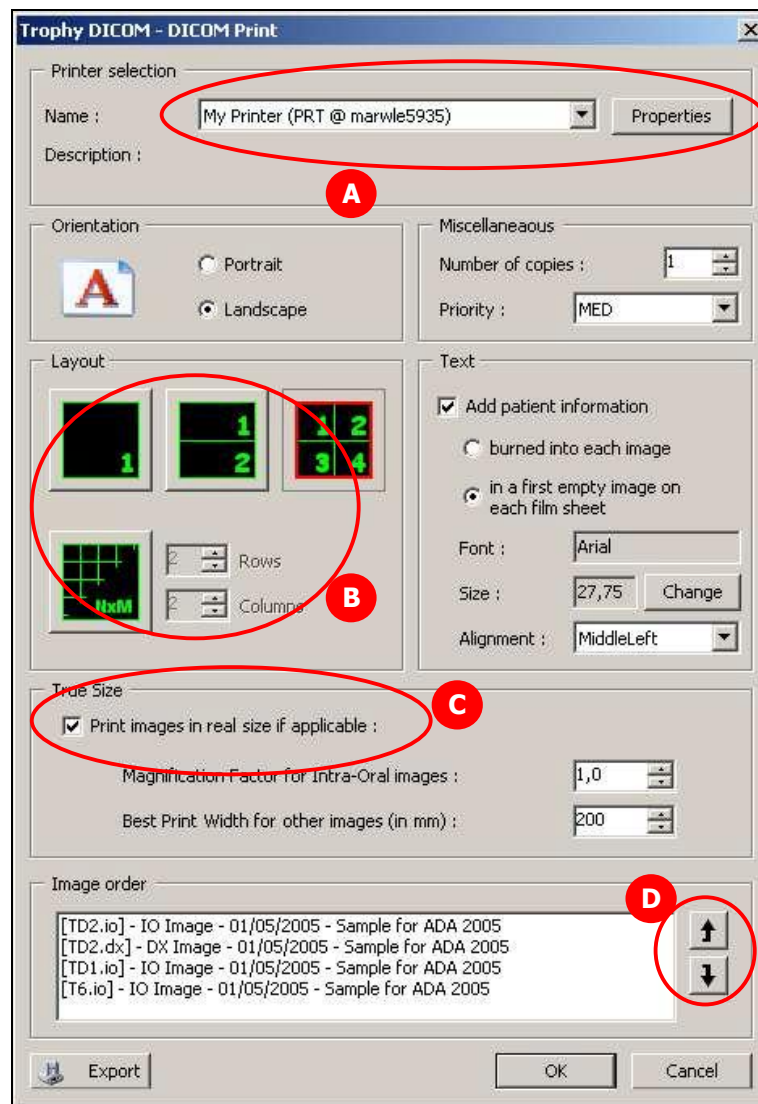 Trophy DICOM - DICOM Print
Printer selection
Name : My Printer (PRT @ marwle5935) Properties
Description :
A
Orientation
A
Portrait
Landscape
Miscellaneaous
Number of copies : 1
Priority : MED
Layout
1
1
2
1 2
3 4
NxM
2 Rows
2 Columns
B
Text
Add patient information
burned into each image
in a first empty image on
each film sheet
Font : Arial
Size : 27,75 Change
Alignment : MiddleLeft
True Size
C
Print images in real size if applicable :
Magnification Factor for Intra-Oral images : 1,0
Best Print Width for other images (in mm) : 200
Image order
D
[TD2.io] - IO Image - 01/05/2005 - Sample for ADA 2005
[TD2.dx] - DX Image - 01/05/2005 - Sample for ADA 2005
[TD1.io] - IO Image - 01/05/2005 - Sample for ADA 2005
[T6.io] - IO Image - 01/05/2005 - Sample for ADA 2005
Export OK Cancel